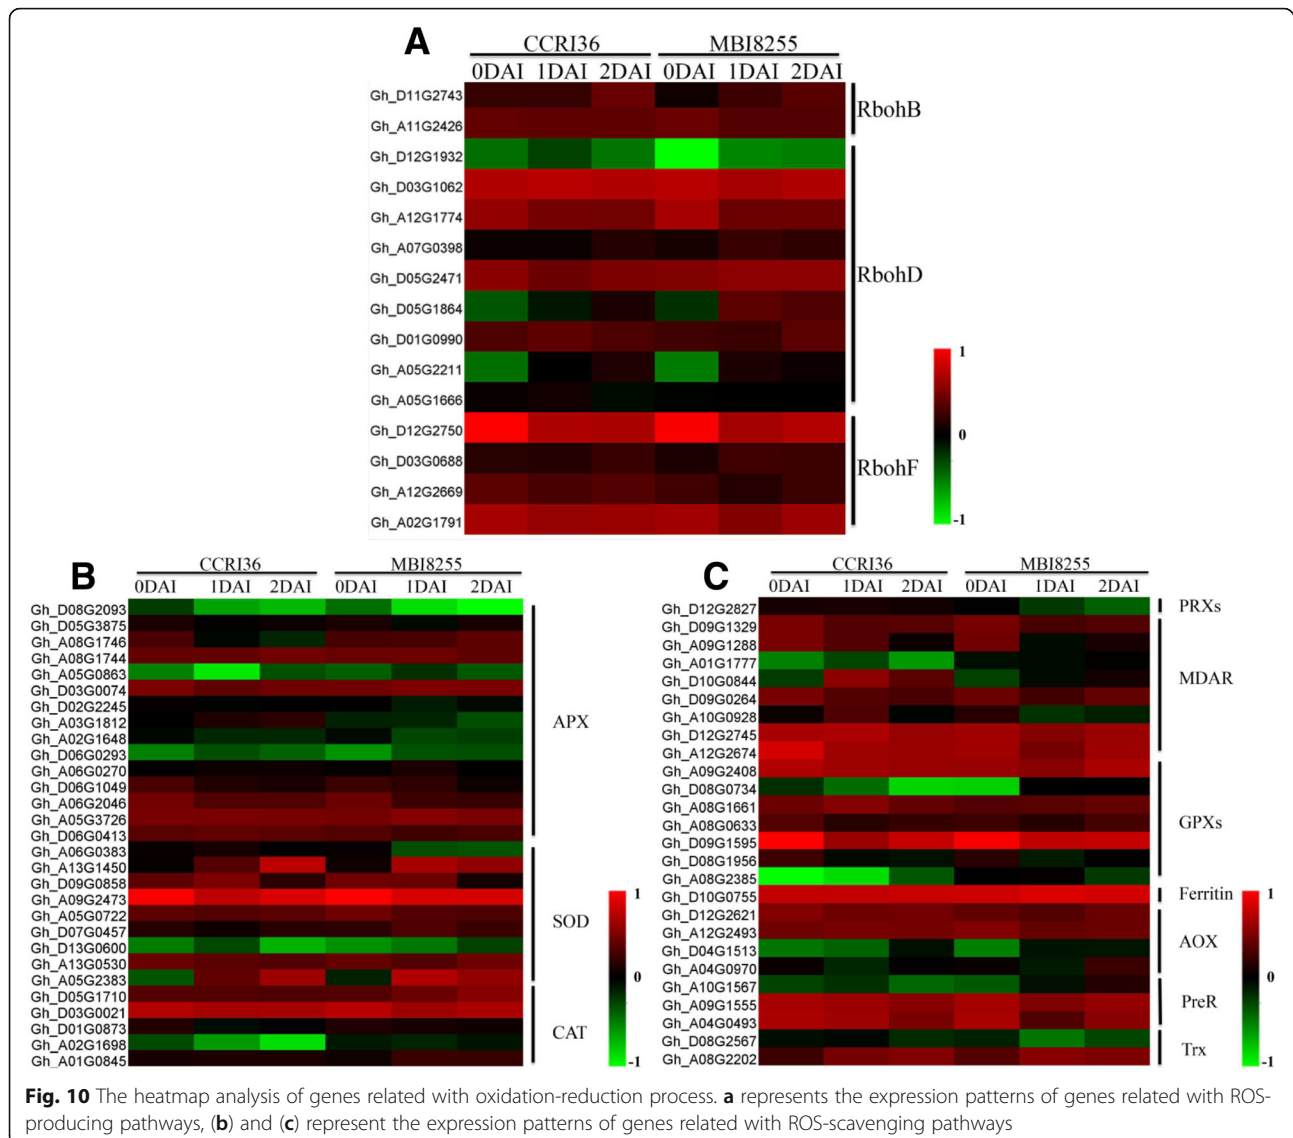 A
CCRI36 MBI8255
0DAI 1DAI 2DAI 0DAI 1DAI 2DAI
Gh_D11G2743
Gh_A11G2426
RbohB
Gh_D12G1932
Gh_D03G1062
Gh_A12G1774
Gh_A07G0398
Gh_D05G2471
Gh_D05G1864
Gh_D01G0990
Gh_A05G2211
Gh_A05G1666
RbohD
Gh_D12G2750
Gh_D03G0688
Gh_A12G2669
Gh_A02G1791
RbohF
1
0
-1
B
CCRI36 MBI8255
0DAI 1DAI 2DAI 0DAI 1DAI 2DAI
Gh_D08G2093
Gh_D05G3875
Gh_A08G1746
Gh_A08G1744
Gh_A05G0863
Gh_D03G0074
Gh_D02G2245
Gh_A03G1812
Gh_A02G1648
Gh_D06G0293
Gh_A06G0270
Gh_D06G1049
Gh_A06G2046
Gh_A05G3726
Gh_D06G0413
APX
Gh_A06G0383
Gh_A13G1450
Gh_D09G0858
Gh_A09G2473
Gh_A05G0722
Gh_D07G0457
Gh_D13G0600
Gh_A13G0530
Gh_A05G2383
SOD
Gh_D05G1710
Gh_D03G0021
Gh_D01G0873
Gh_A02G1698
Gh_A01G0845
CAT
1
0
-1
C
CCRI36 MBI8255
0DAI 1DAI 2DAI 0DAI 1DAI 2DAI
Gh_D12G2827
PRXs
Gh_D09G1329
Gh_A09G1288
Gh_A01G1777
Gh_D10G0844
Gh_D09G0264
Gh_A10G0928
Gh_D12G2745
Gh_A12G2674
MDAR
Gh_A09G2408
Gh_D08G0734
Gh_A08G1661
Gh_A08G0633
Gh_D09G1595
Gh_D08G1956
Gh_A08G2385
GPXs
Gh_D10G0755
Ferritin
Gh_D12G2621
Gh_A12G2493
Gh_D04G1513
Gh_A04G0970
AOX
Gh_A10G1567
Gh_A09G1555
Gh_A04G0493
PreR
Gh_D08G2567
Gh_A08G2202
Trx
1
0
-1
Fig. 10 The heatmap analysis of genes related with oxidation-reduction process. a represents the expression patterns of genes related with ROS-
producing pathways, (b) and (c) represent the expression patterns of genes related with ROS-scavenging pathways